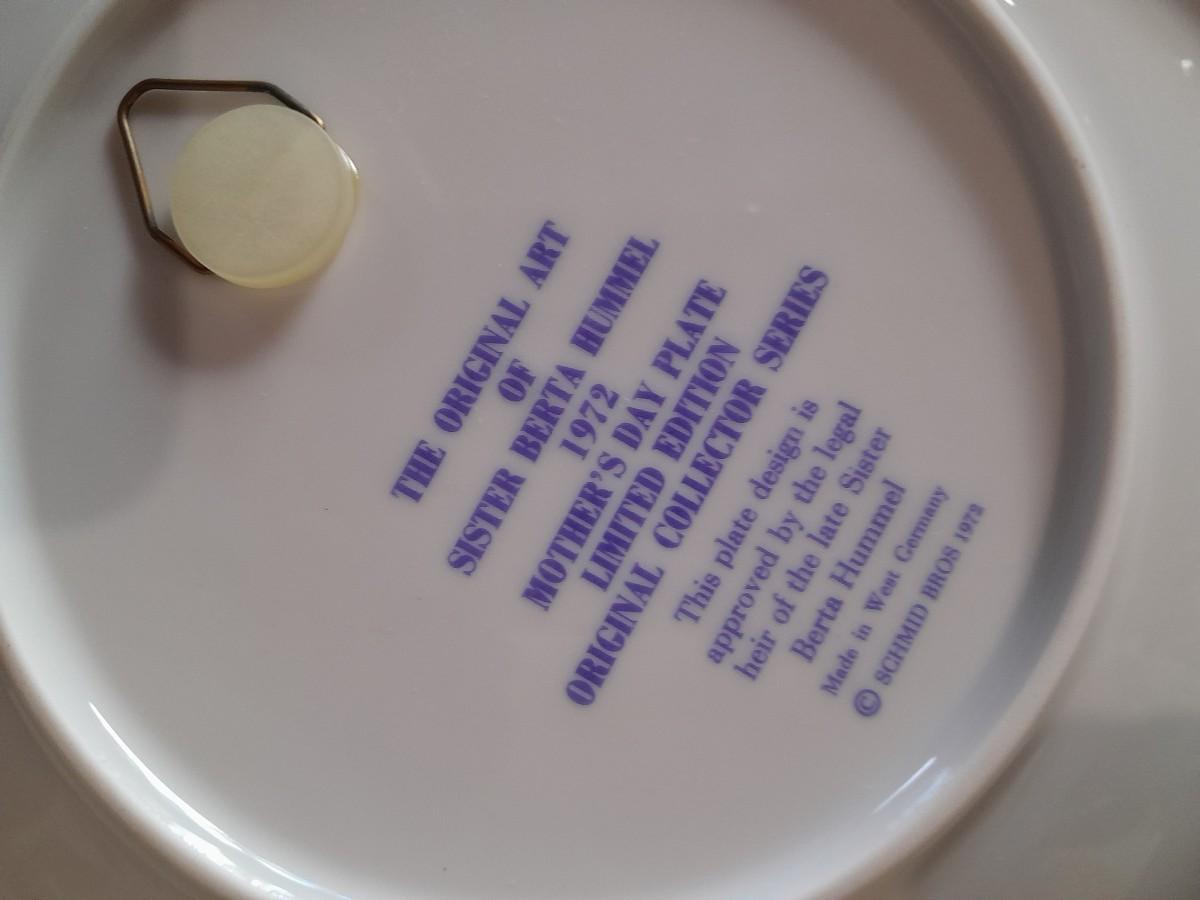 THE ORIGINAL ART
OF
SISTER BERTA HUMMEL
1972
MOTHER'S DAY PLATE
LIMITED EDITION
ORIGINAL COLLECTOR SERIES
This plate design is
approved by the legal
heir of the late Sister
Berta Hummel
Made in West Germany
© SCHMID BROS 1972